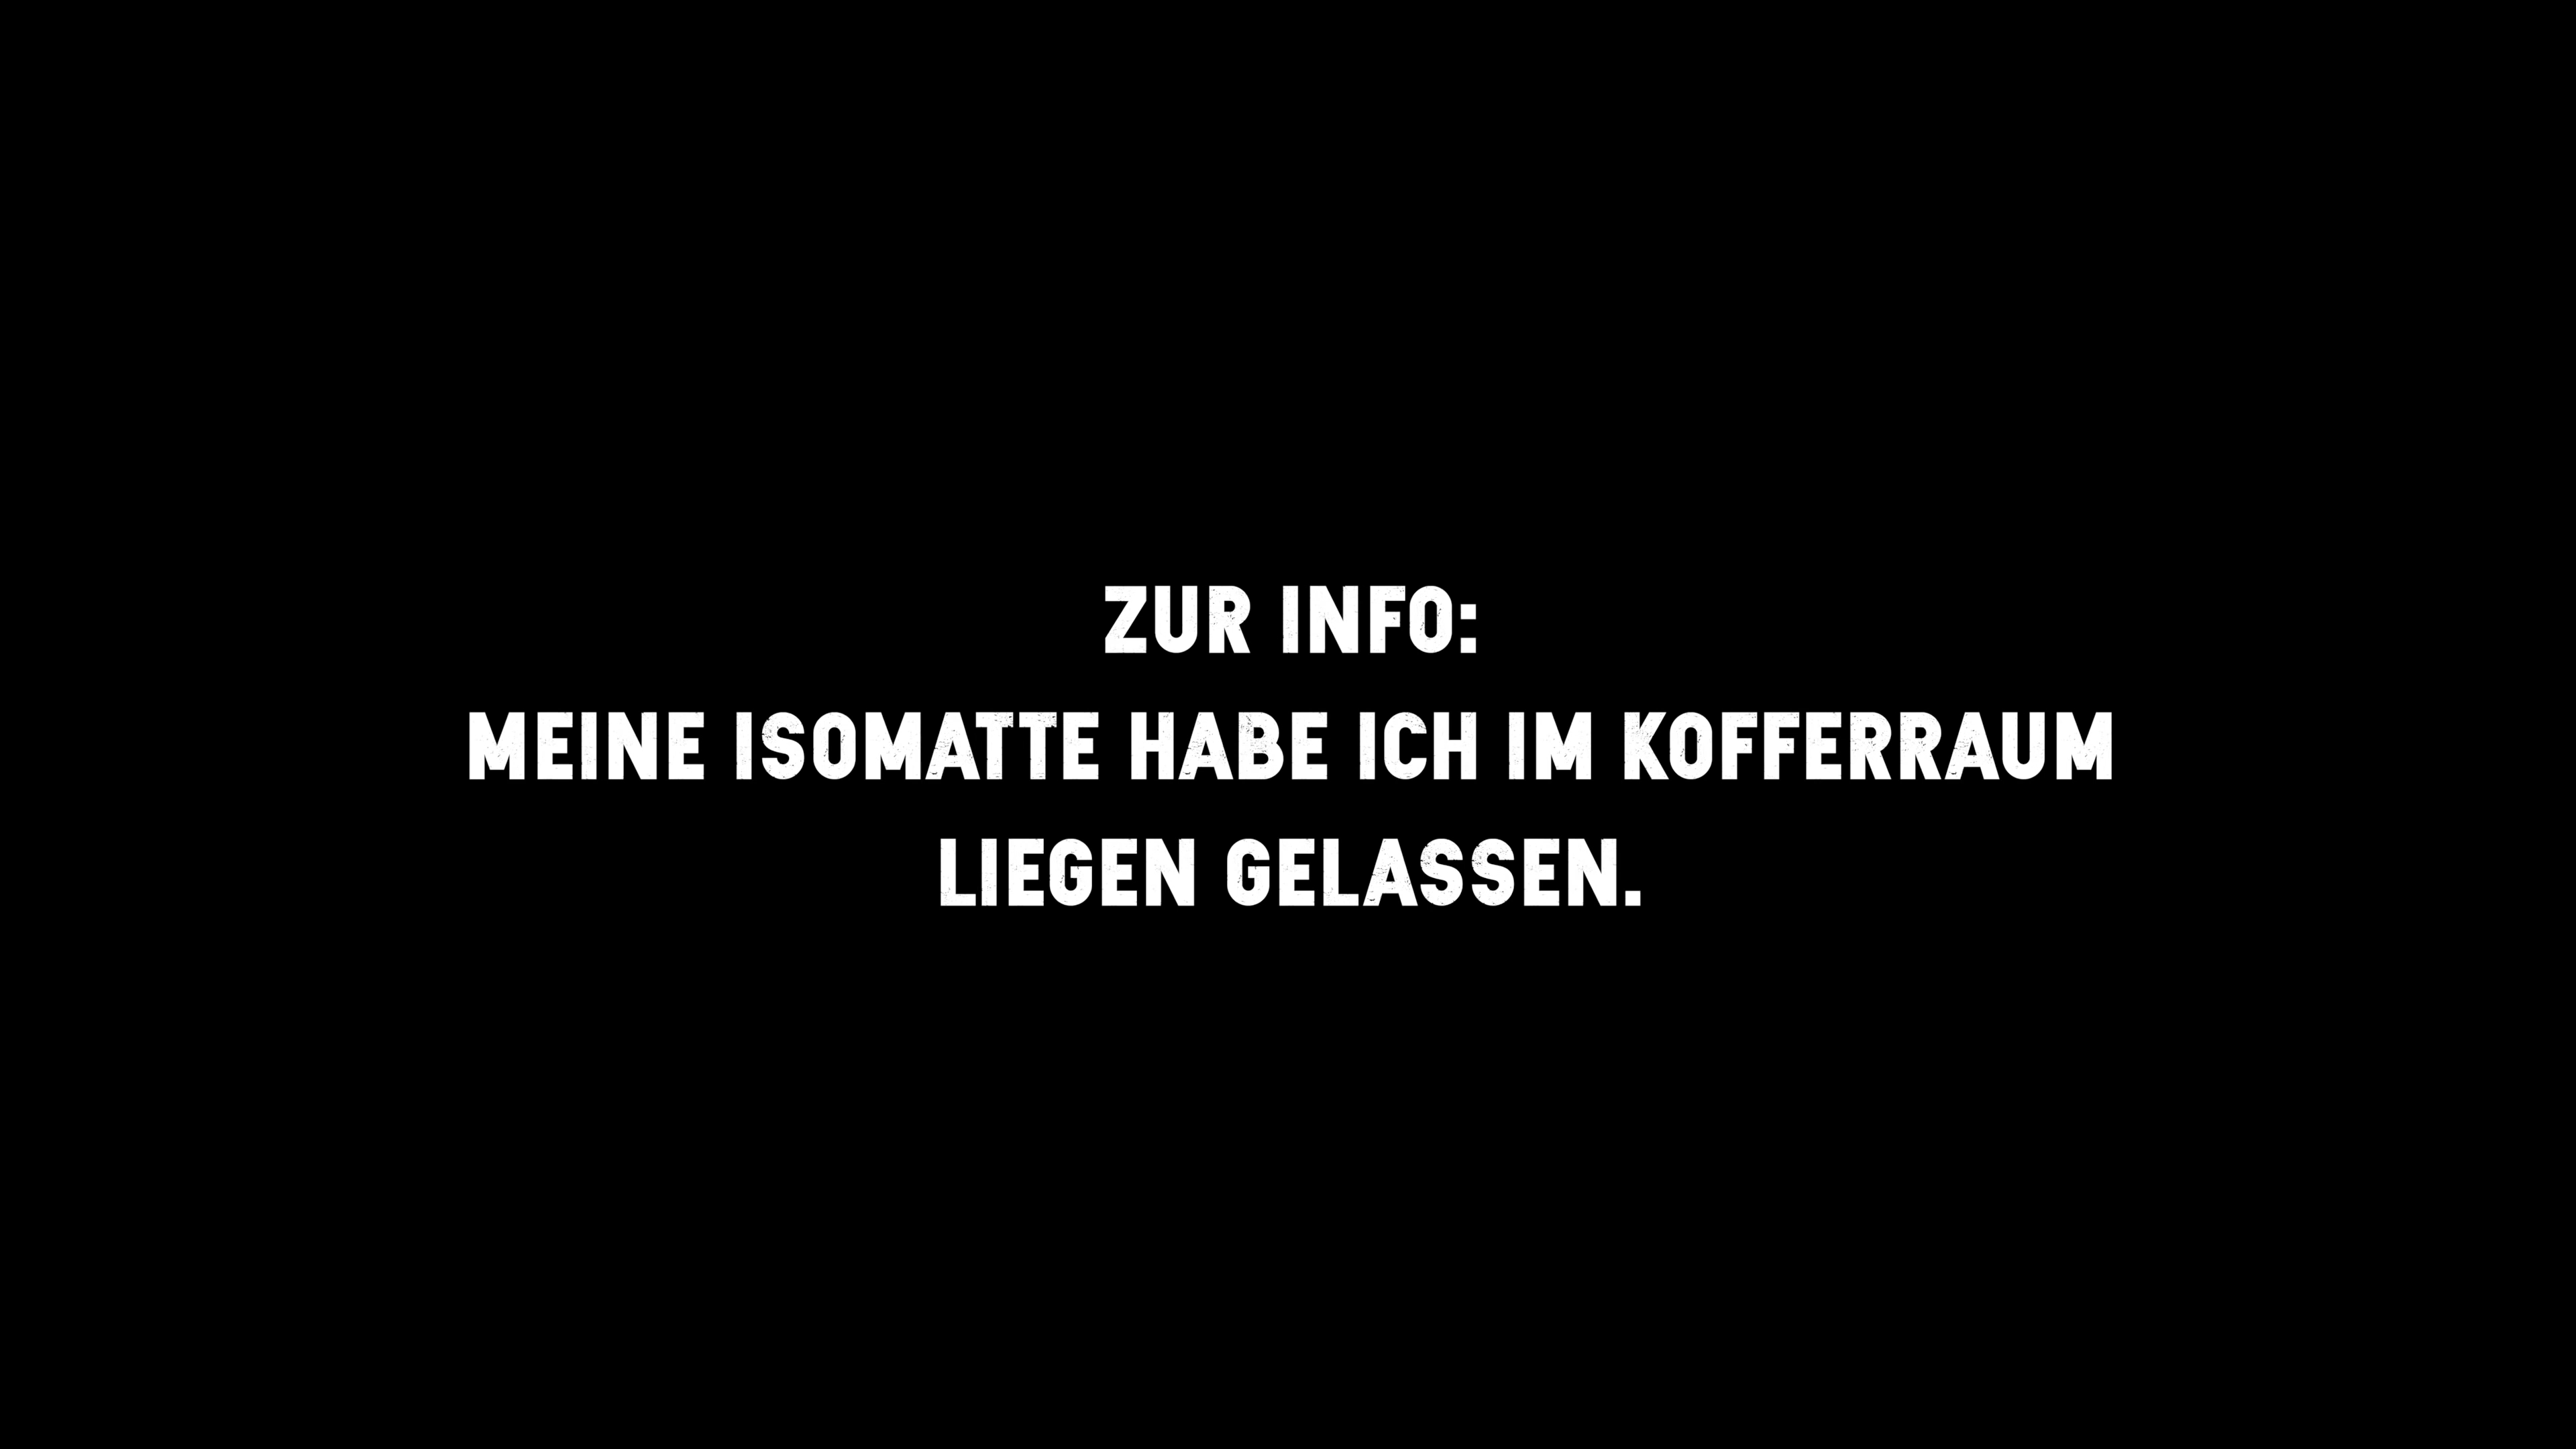 ZUR INFO:
MEINE ISOMATTE HABE ICH IM KOFFERRAUM
LIEGEN GELASSEN.